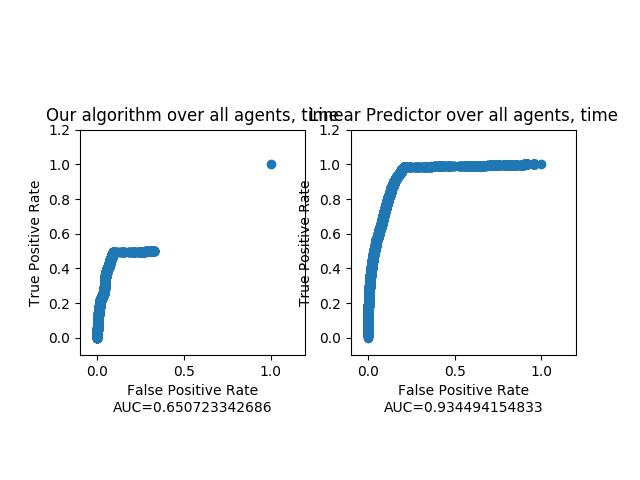 Our algorithm over all agents, time
True Positive Rate
1.2
1.0
0.8
0.6
0.4
0.2
0.0
0.0
0.5
1.0
False Positive Rate
AUC=0.650723342686
Linear Predictor over all agents, time
True Positive Rate
1.2
1.0
0.8
0.6
0.4
0.2
0.0
0.0
0.5
1.0
False Positive Rate
AUC=0.934494154833